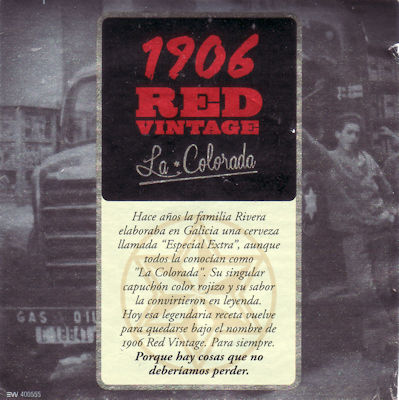 1906
RED
VINTAGE
La Colorada
Hace años la familia Rivera
elaboraba en Galicia una cerveza
llamada "Especial Extra", aunque
todos la conocían como
"La Colorada". Su singular
capuchón color rojizo y su sabor
la convirtieron en leyenda.
Hoy esa legendaria receta vuelve
para quedarse bajo el nombre de
1906 Red Vintage. Para siempre.
Porque hay cosas que no
deberíamos perder.
GAS OIL
400555